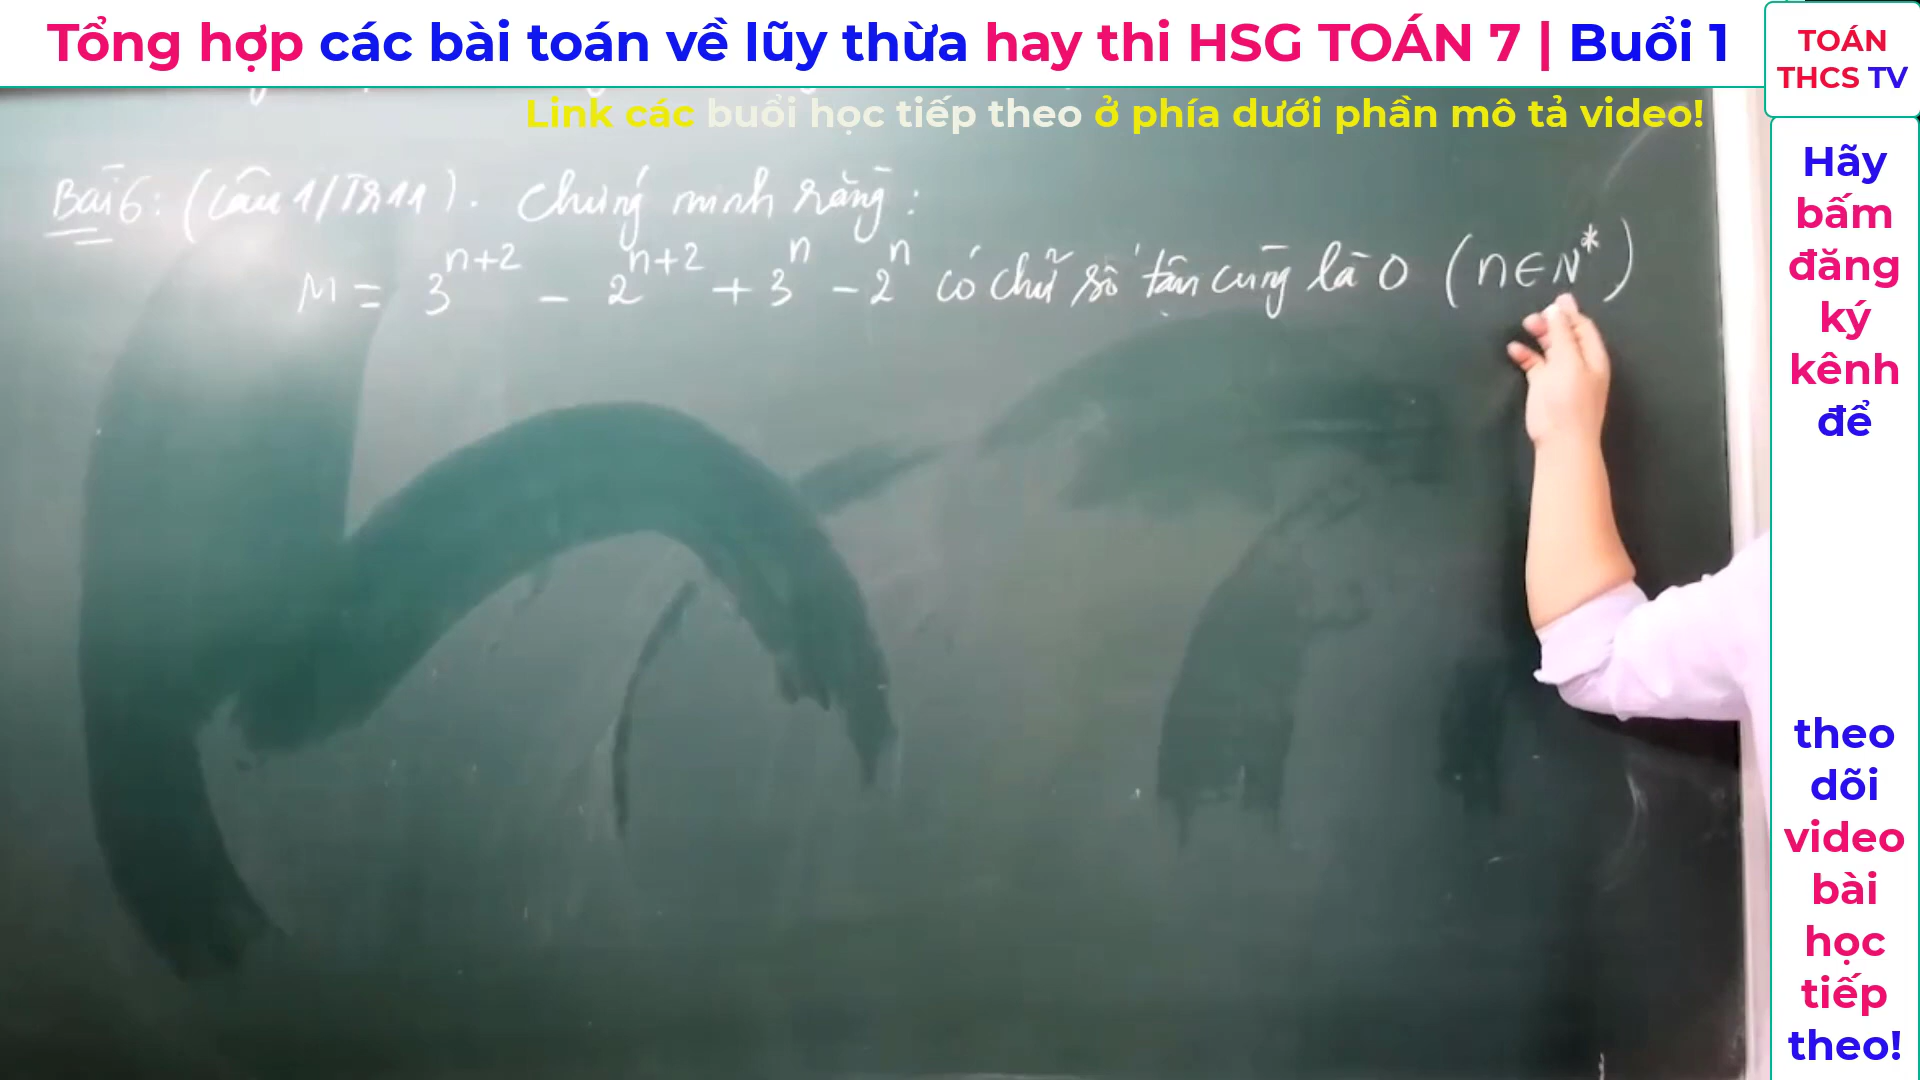 Tổng hợp các bài toán về lũy thừa hay thi HSG TOÁN 7 | Buổi 1
TOÁN
THCS TV
Link các buổi học tiếp theo ở phía dưới phần mô tả video!
Bài 6: (Câu 1/Tr 11). Chứng minh rằng:
M = 3^{n+2} - 2^{n+2} + 3^n - 2^n có chữ số tận cùng là 0 (n ∈ N*)
Hãy
bấm
đăng
ký
kênh
để
theo
dõi
video
bài
học
tiếp
theo!